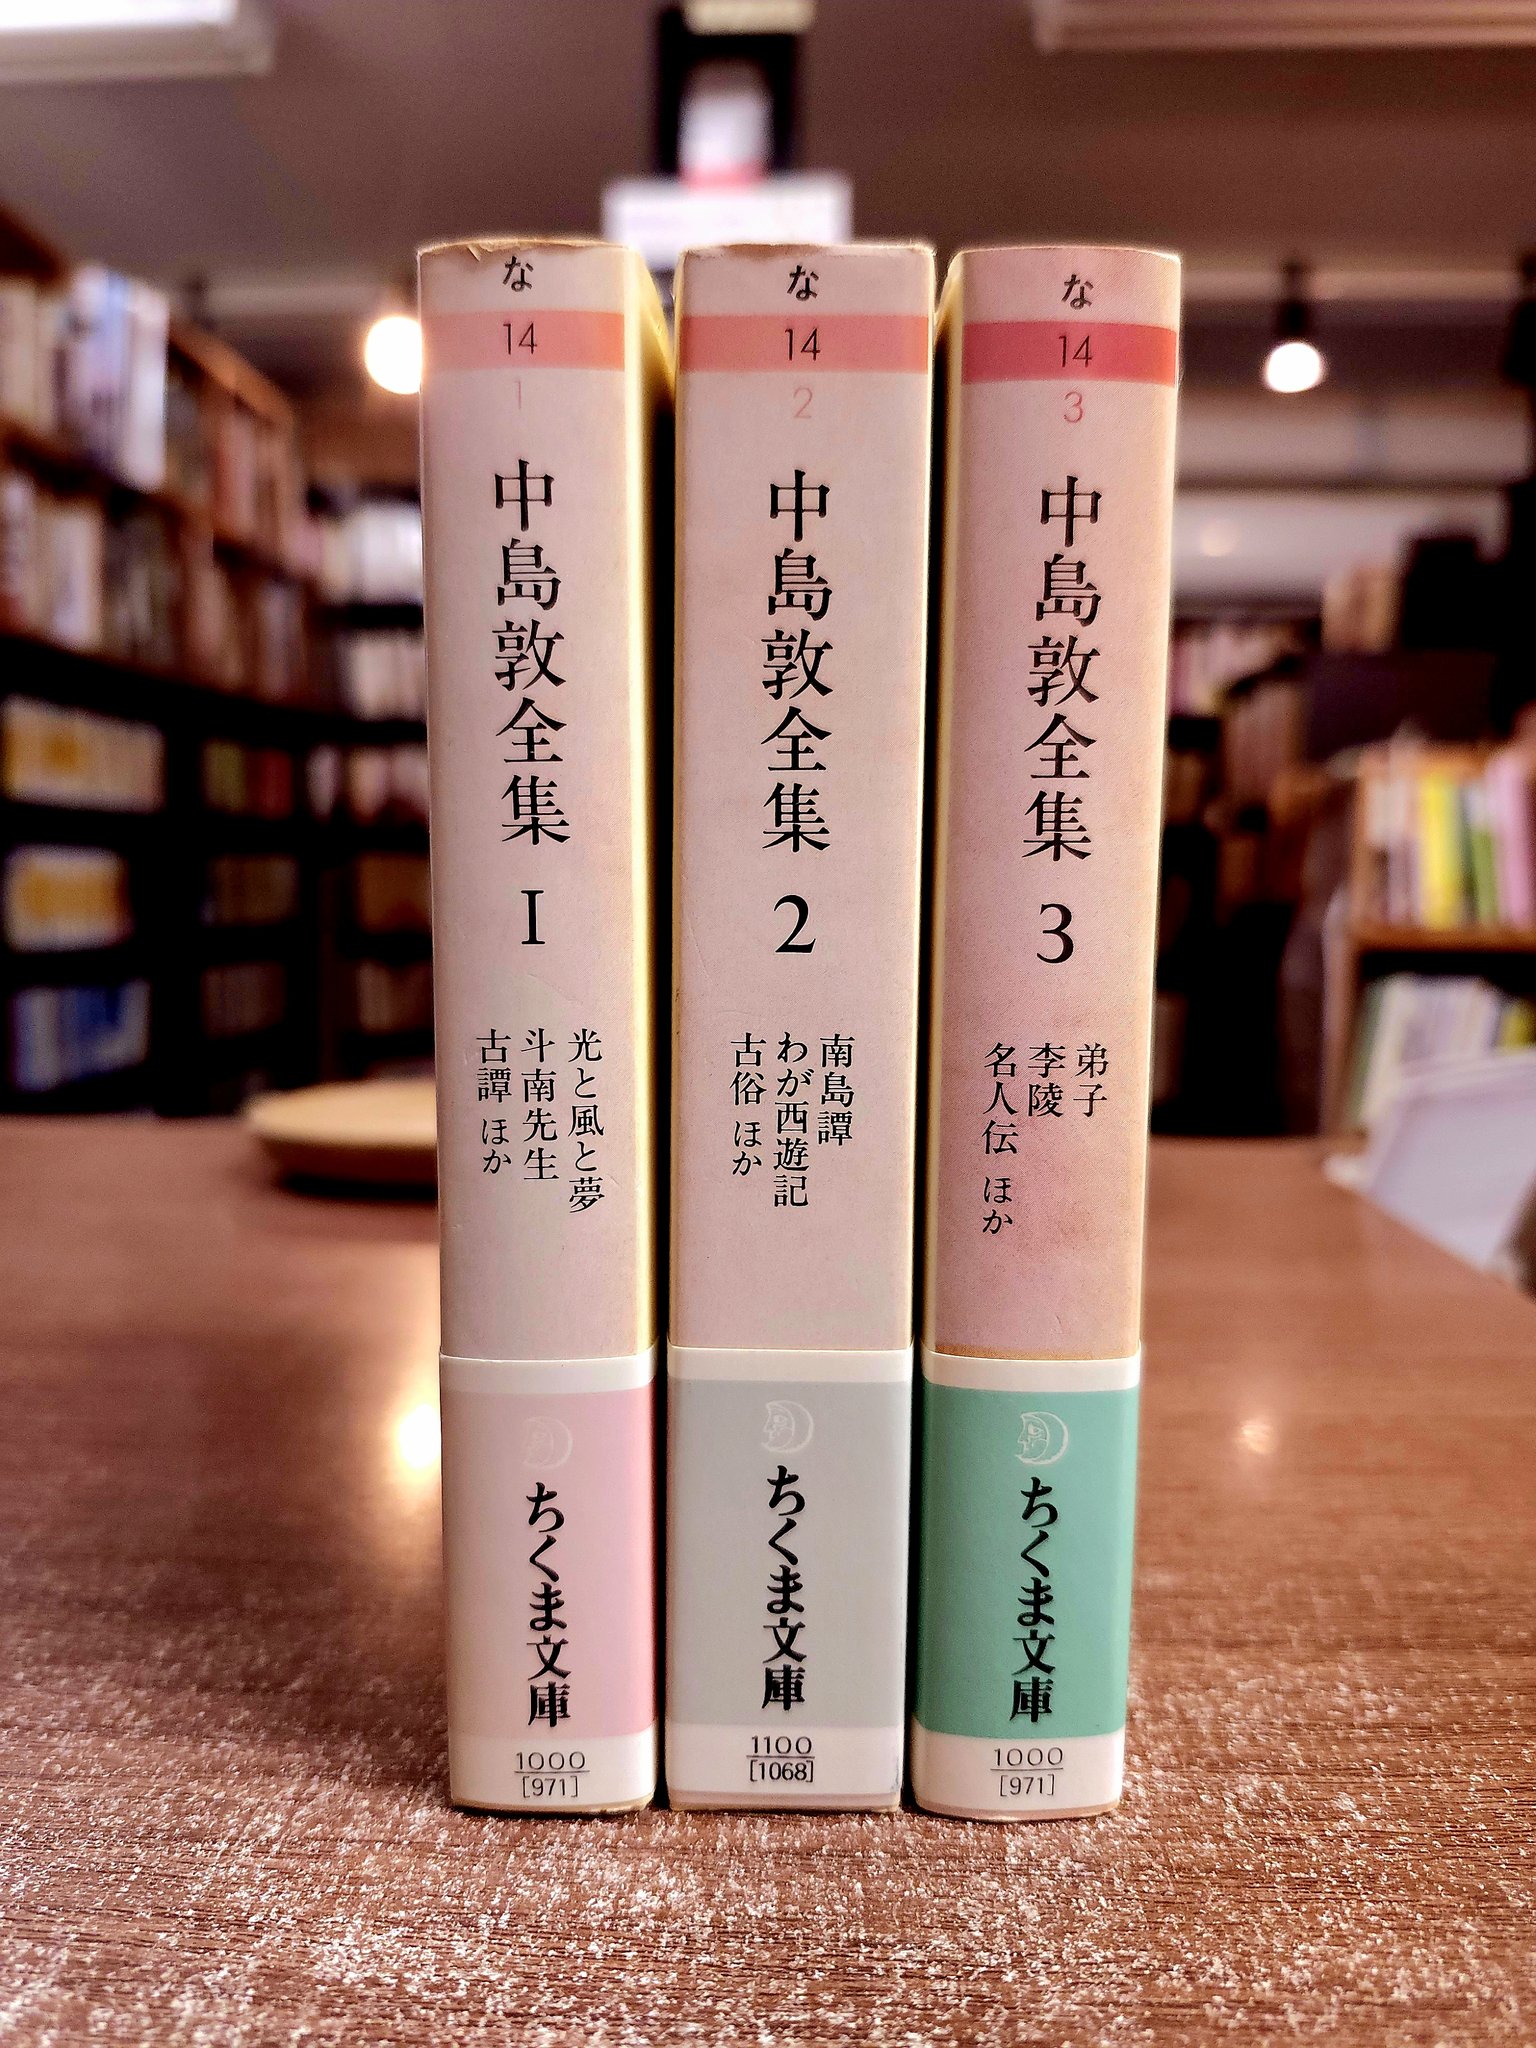 な
14
1
中島敦全集 1
光と風と夢
斗南先生
古譚 ほか
ちくま文庫
1000
[971]
な
14
2
中島敦全集 2
南島譚
わが西遊記
古俗 ほか
ちくま文庫
1100
[1068]
な
14
3
中島敦全集 3
弟子
李陵
名人伝 ほか
ちくま文庫
1000
[971]